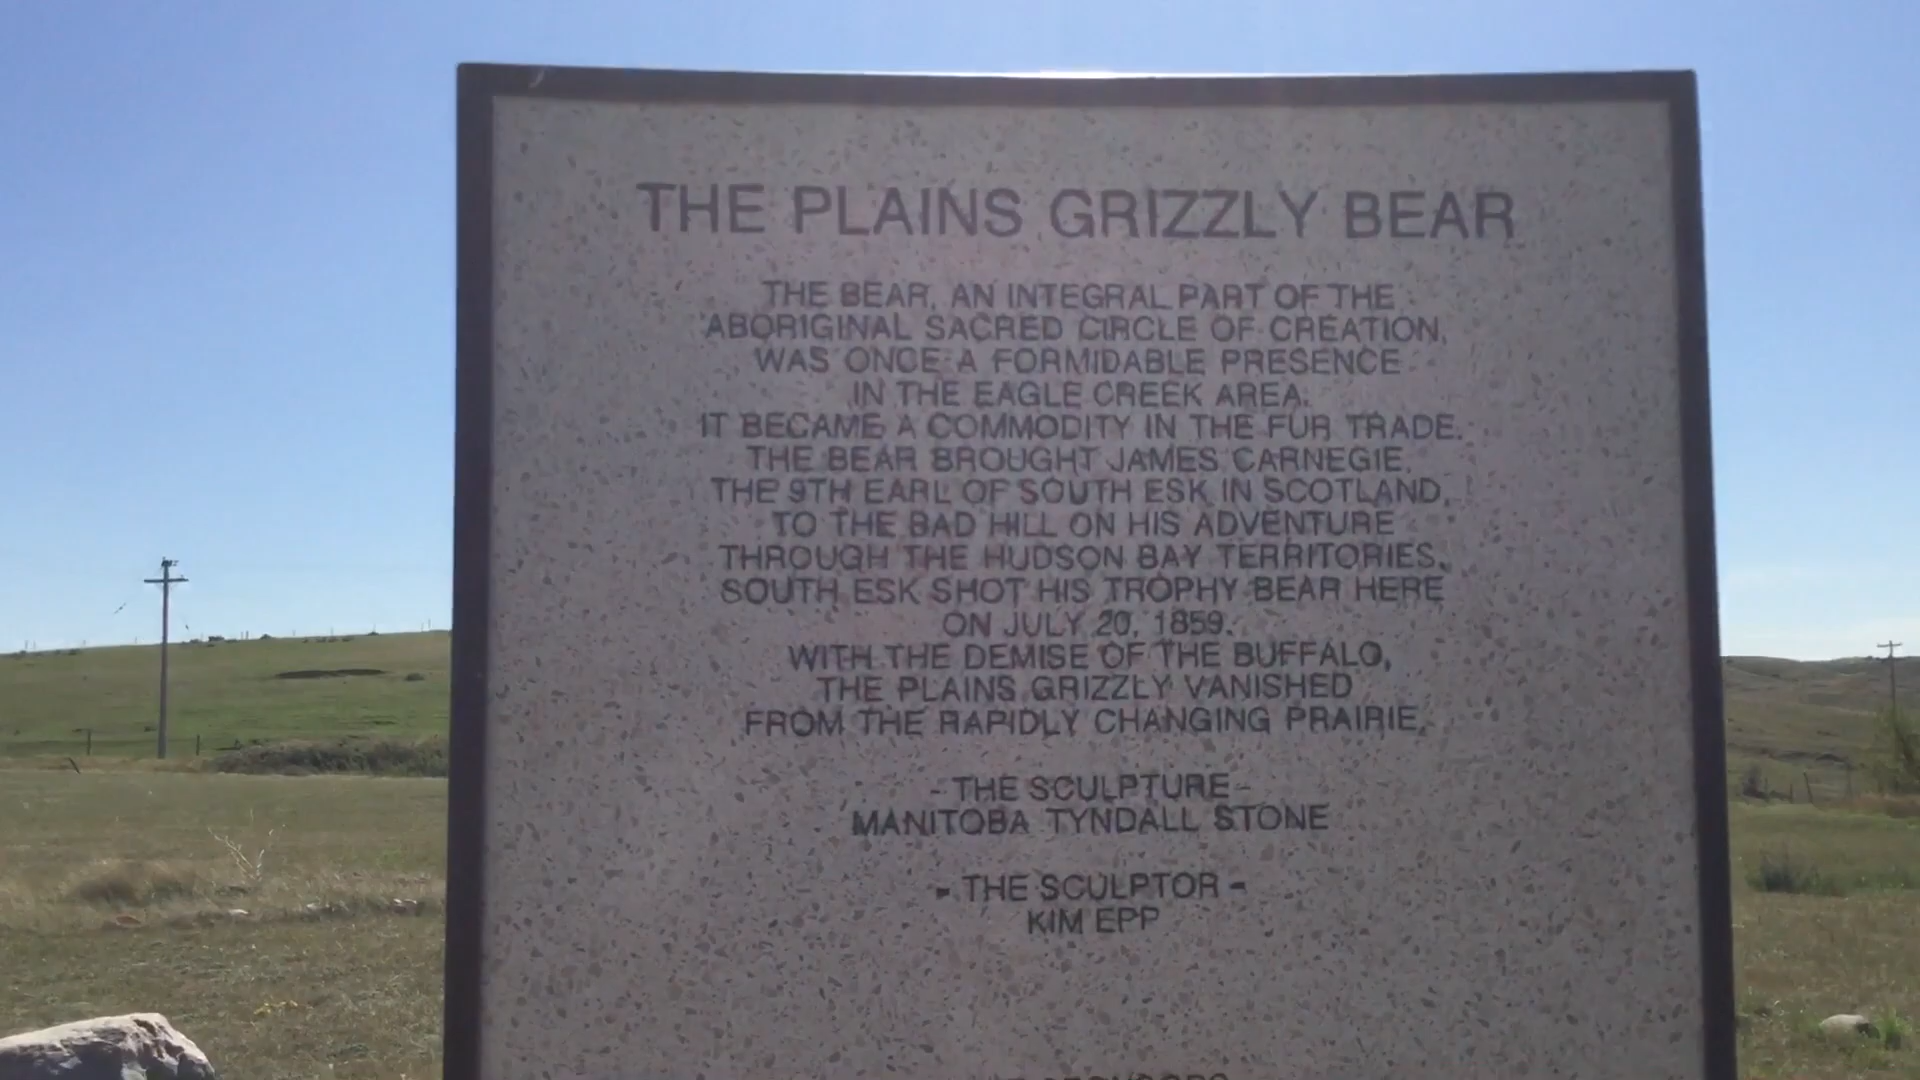 THE PLAINS GRIZZLY BEAR
THE BEAR, AN INTEGRAL PART OF THE
ABORIGINAL SACRED CIRCLE OF CREATION,
WAS ONCE A FORMIDABLE PRESENCE
IN THE EAGLE CREEK AREA.
IT BECAME A COMMODITY IN THE FUR TRADE.
THE BEAR BROUGHT JAMES CARNEGIE,
THE 9TH EARL OF SOUTH ESK IN SCOTLAND,
TO THE BAD HILL ON HIS ADVENTURE
THROUGH THE HUDSON BAY TERRITORIES.
SOUTH ESK SHOT HIS TROPHY BEAR HERE
ON JULY 20, 1859.
WITH THE DEMISE OF THE BUFFALO,
THE PLAINS GRIZZLY VANISHED
FROM THE RAPIDLY CHANGING PRAIRIE.
- THE SCULPTURE -
MANITOBA TYNDALL STONE
- THE SCULPTOR -
KIM EPP